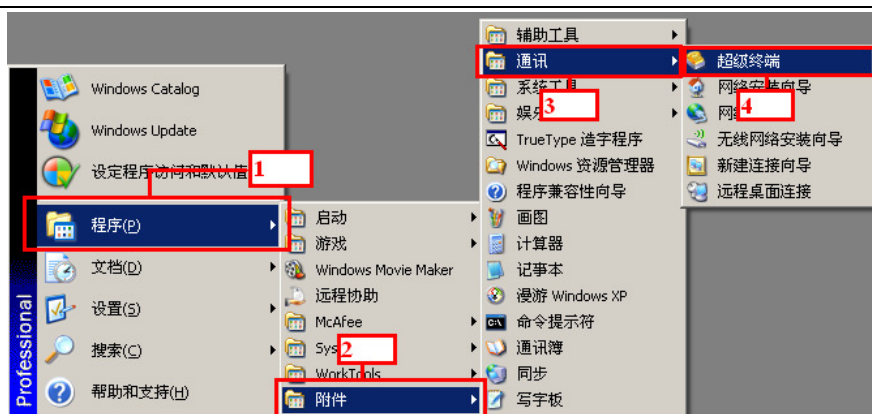 Windows Catalog
Windows Update
设定程序访问和默认值
1
程序(P)
文档(D)
设置(S)
搜索(C)
帮助和支持(H)
Professional
启动
游戏
Windows Movie Maker
远程协助
McAfee
Sys
2
WorkTools
附件
辅助工具
通讯
系统工具
3
娱乐
TrueType 造字程序
Windows 资源管理器
程序兼容性向导
画图
计算器
记事本
漫游 Windows XP
命令提示符
通讯簿
同步
写字板
超级终端
网络安装向导
4
网络
无线网络安装向导
新建连接向导
远程桌面连接